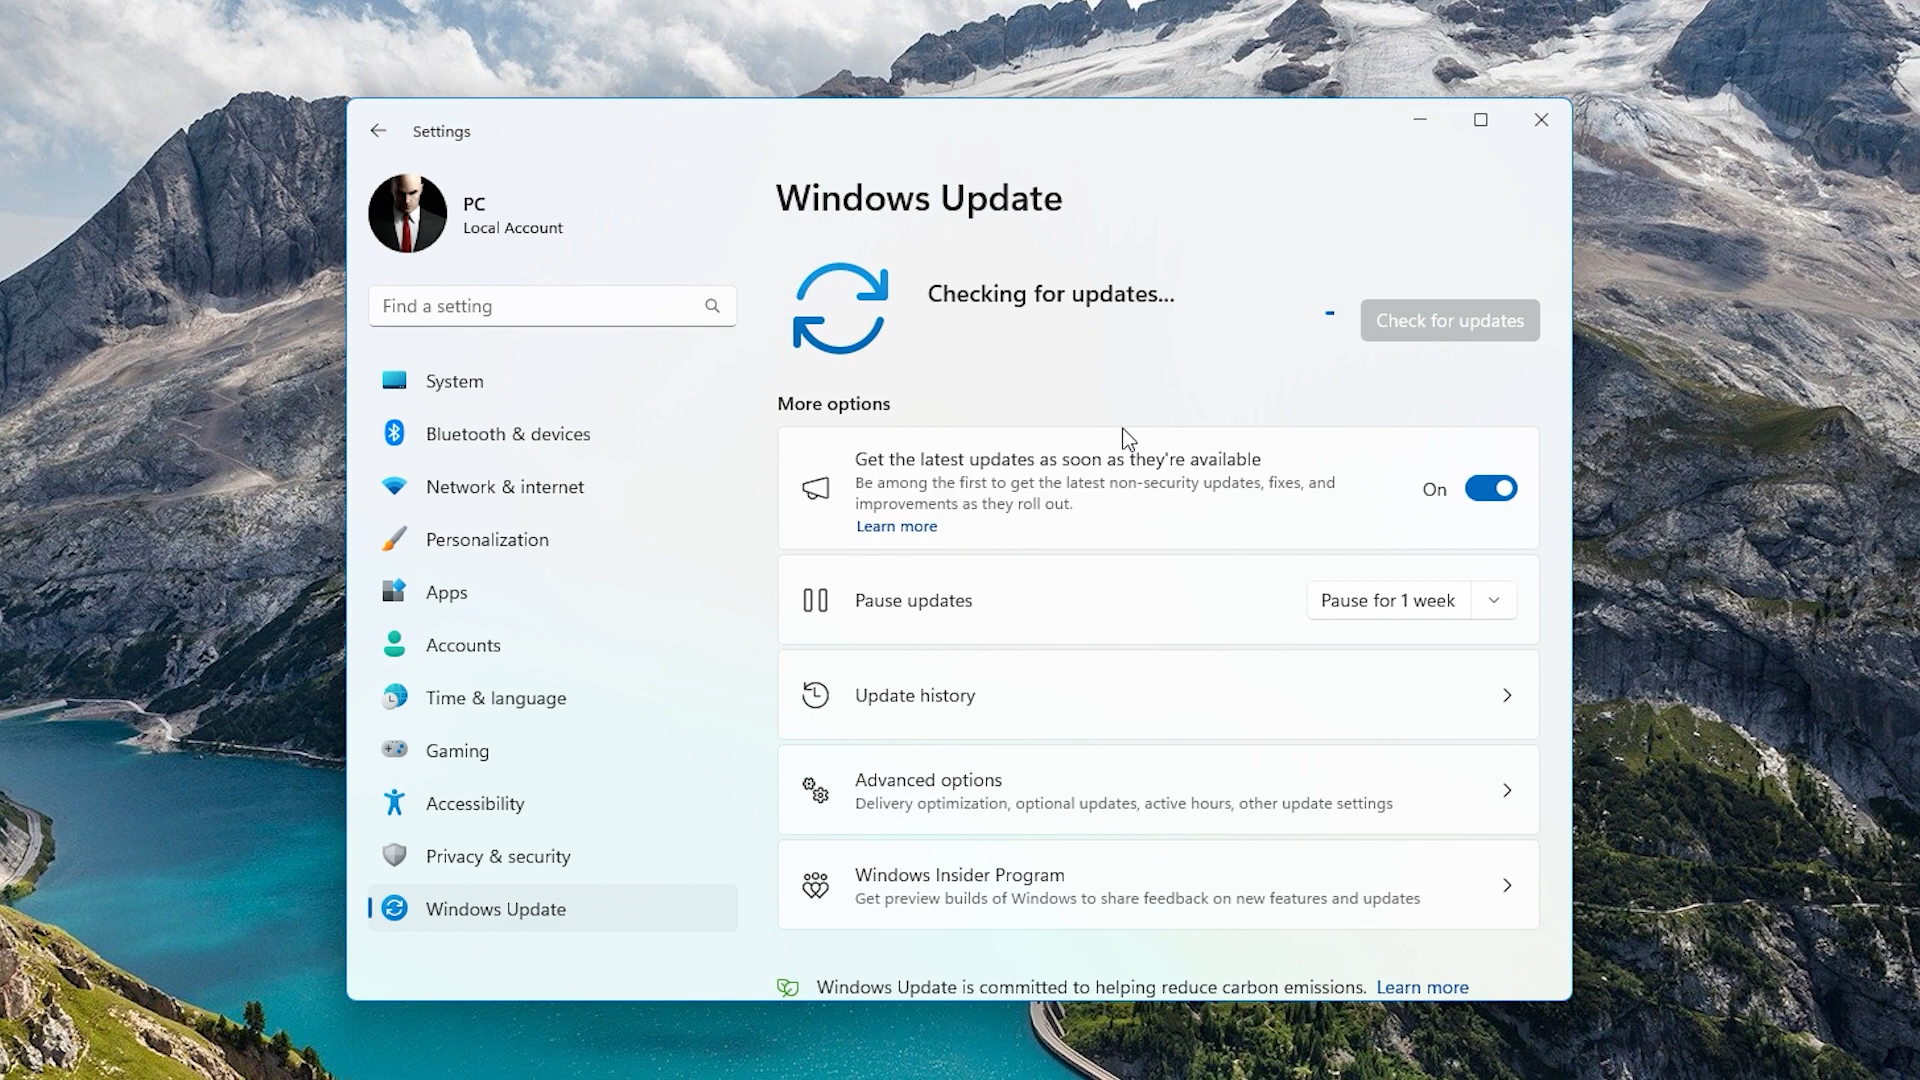 Settings
PC
Local Account
Find a setting
System
Bluetooth & devices
Network & internet
Personalization
Apps
Accounts
Time & language
Gaming
Accessibility
Privacy & security
Windows Update
Windows Update
Checking for updates...
Check for updates
More options
Get the latest updates as soon as they're available
Be among the first to get the latest non-security updates, fixes, and
improvements as they roll out.
Learn more
On
Pause updates
Pause for 1 week
Update history
Advanced options
Delivery optimization, optional updates, active hours, other update settings
Windows Insider Program
Get preview builds of Windows to share feedback on new features and updates
Windows Update is committed to helping reduce carbon emissions. Learn more